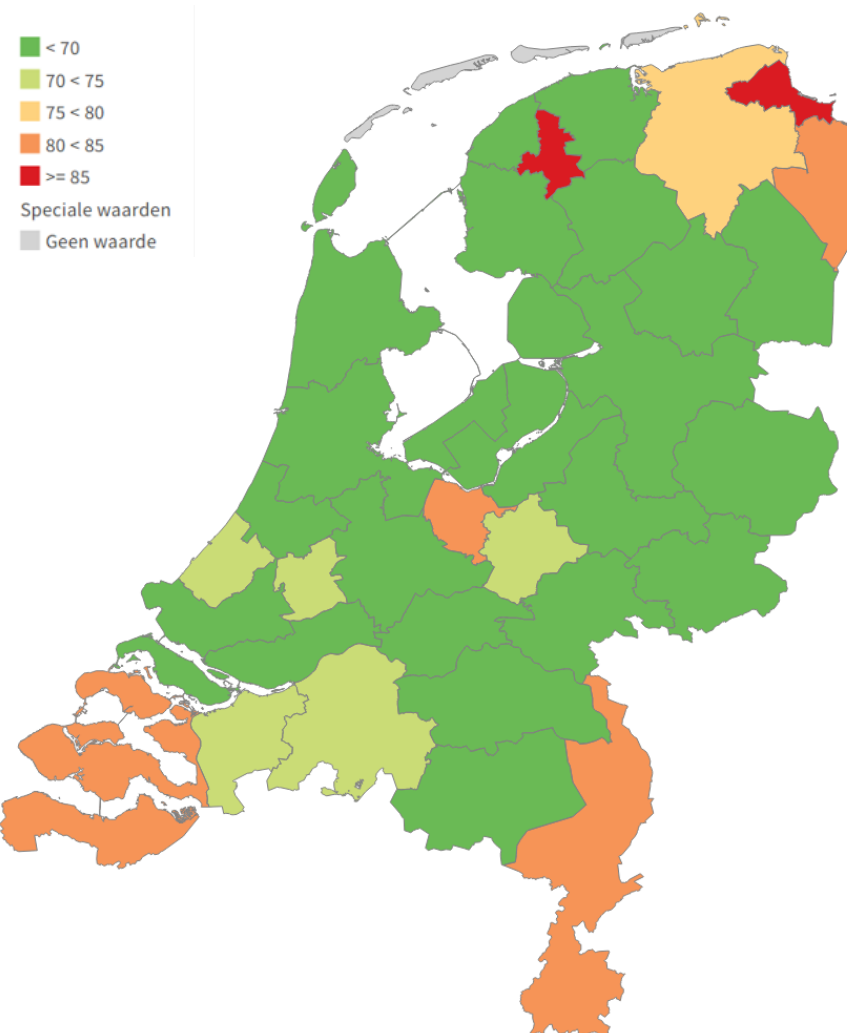 < 70
70 < 75
75 < 80
80 < 85
>= 85
Speciale waarden
Geen waarde